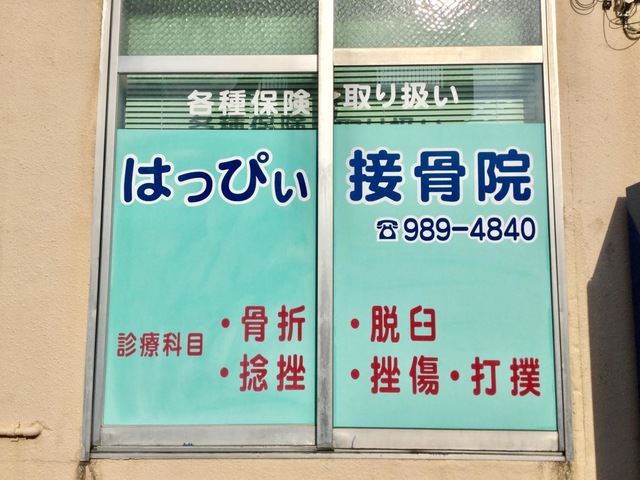 各種保険 取り扱い
はっぴぃ 接骨院
☎989-4840
診療科目 ・骨折 ・脱臼
・捻挫 ・挫傷・打撲